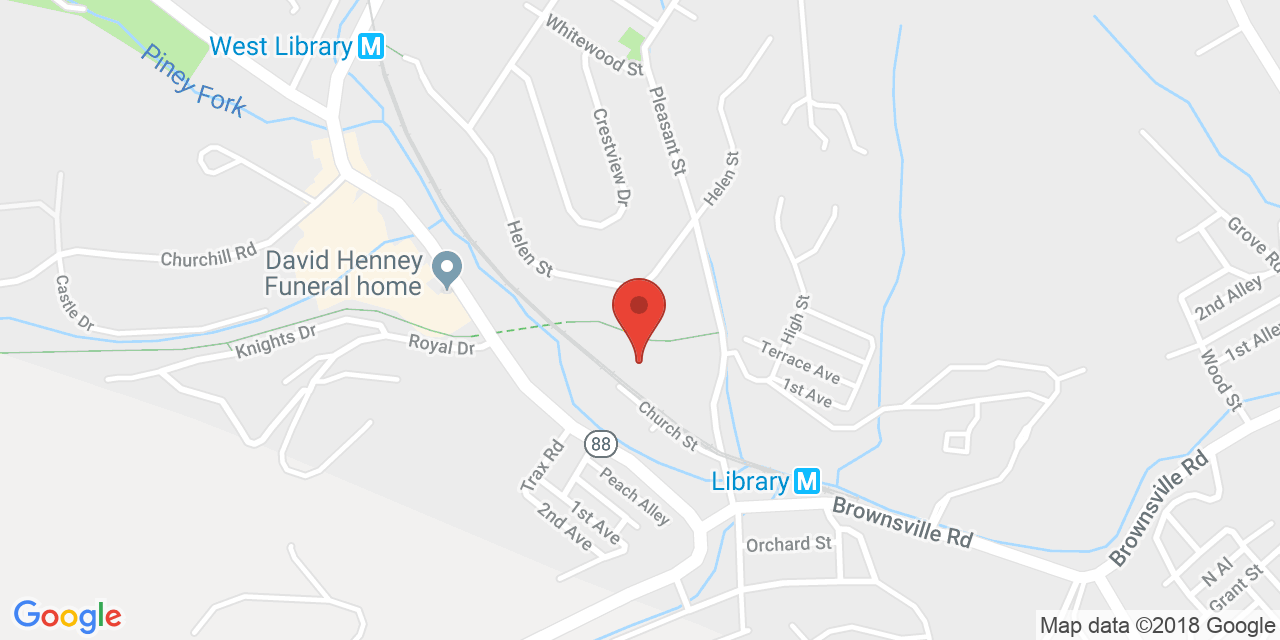 Whitewood St
West Library M
Piney Fork
Pleasant St
Crestview Dr
Helen St
Helen St
Churchill Rd
David Henney
Funeral home
Castle Dr
Knights Dr
Royal Dr
High St
Terrace Ave
1st Ave
Grove Rd
2nd Alley
1st Alle
Wood St
Church St
88
Trax Rd
Peach Alley
1st Ave
2nd Ave
Library M
Brownsville Rd
Brownsville Rd
Orchard St
N Al
Grant St
Google
Map data ©2018 Google